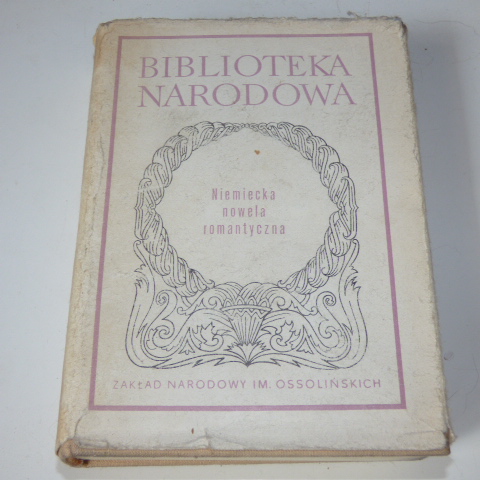 BIBLIOTEKA
NARODOWA
Niemiecka
nowela
romantyczna
ZAKŁAD NARODOWY IM. OSSOLIŃSKICH